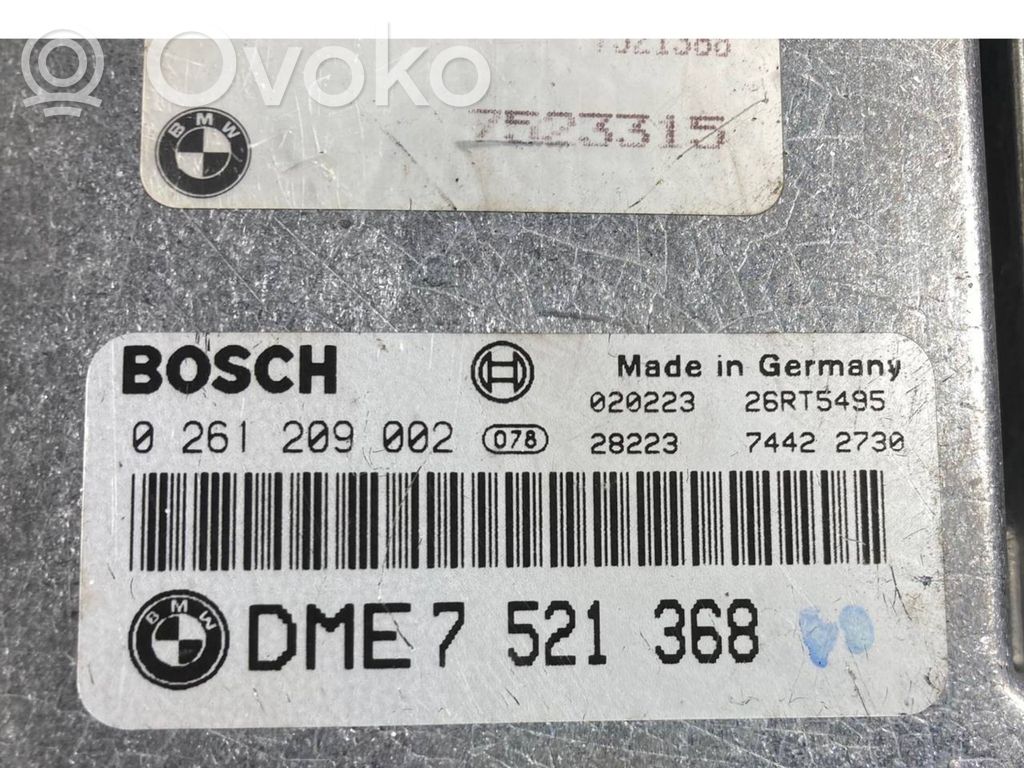 OVOKO
7521368
BMW
7523315
BOSCH
Made in Germany
020223 26RT5495
0 261 209 002 078
28223 7442 2730
BMW DME 7 521 368